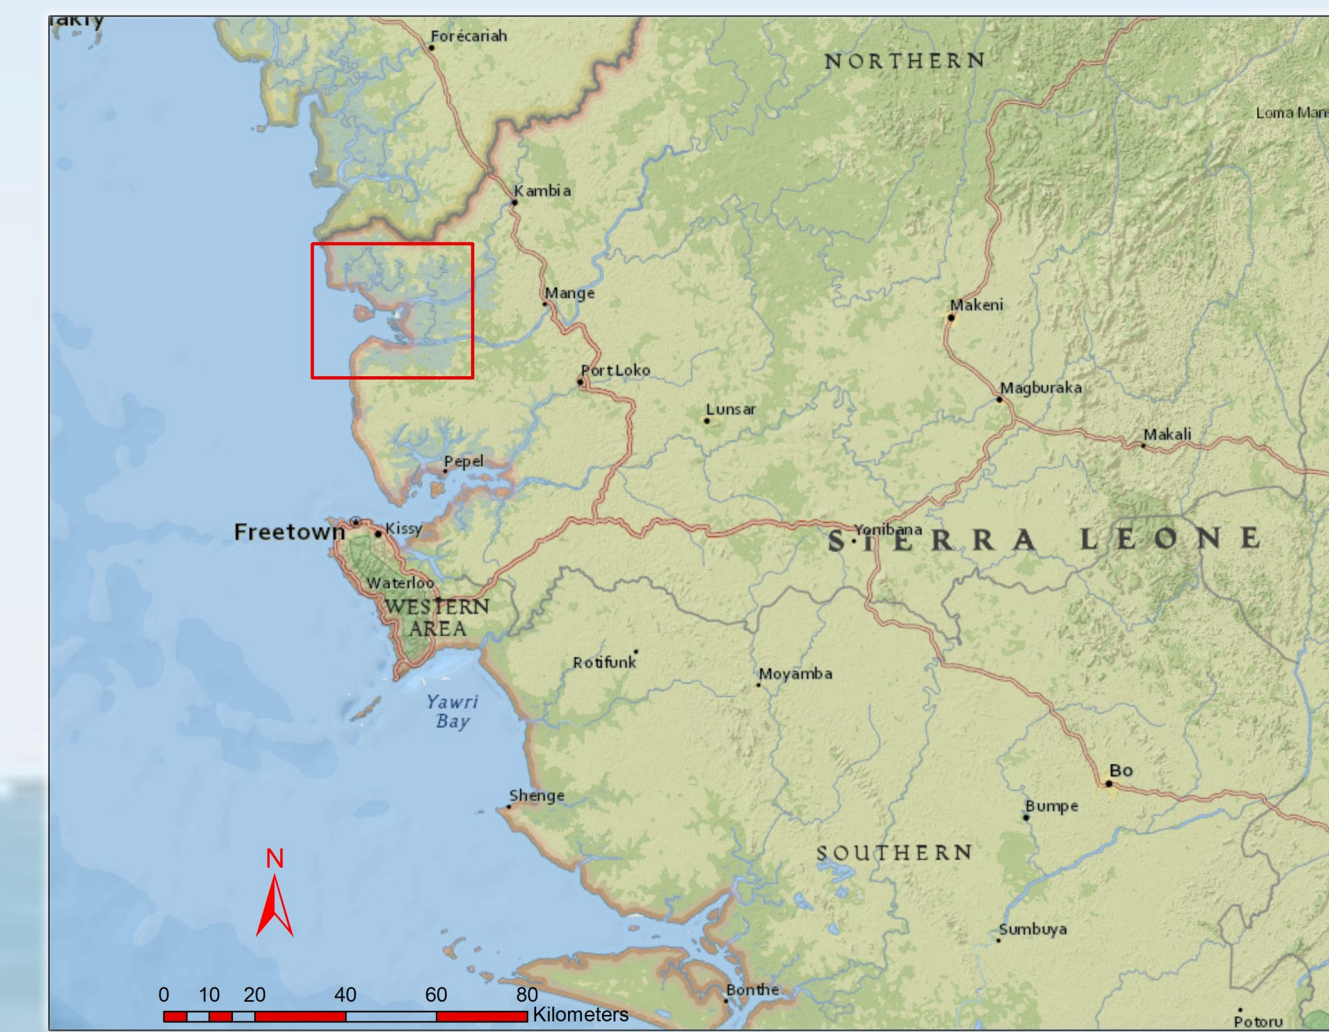 Forécariah
NORTHERN
Loma Man
Kambia
Mange
Makeni
Port Loko
Magburaka
Lunsar
Makali
Pepel
Freetown
Kissy
Yonibana
SIERRA LEONE
Waterloo
WESTERN
AREA
Rotifunk
Moyamba
Yawri
Bay
Bo
Shenge
Bumpe
SOUTHERN
N
Sumbuya
0 10 20 40 60 80
Kilometers
Bonthe
Potoru